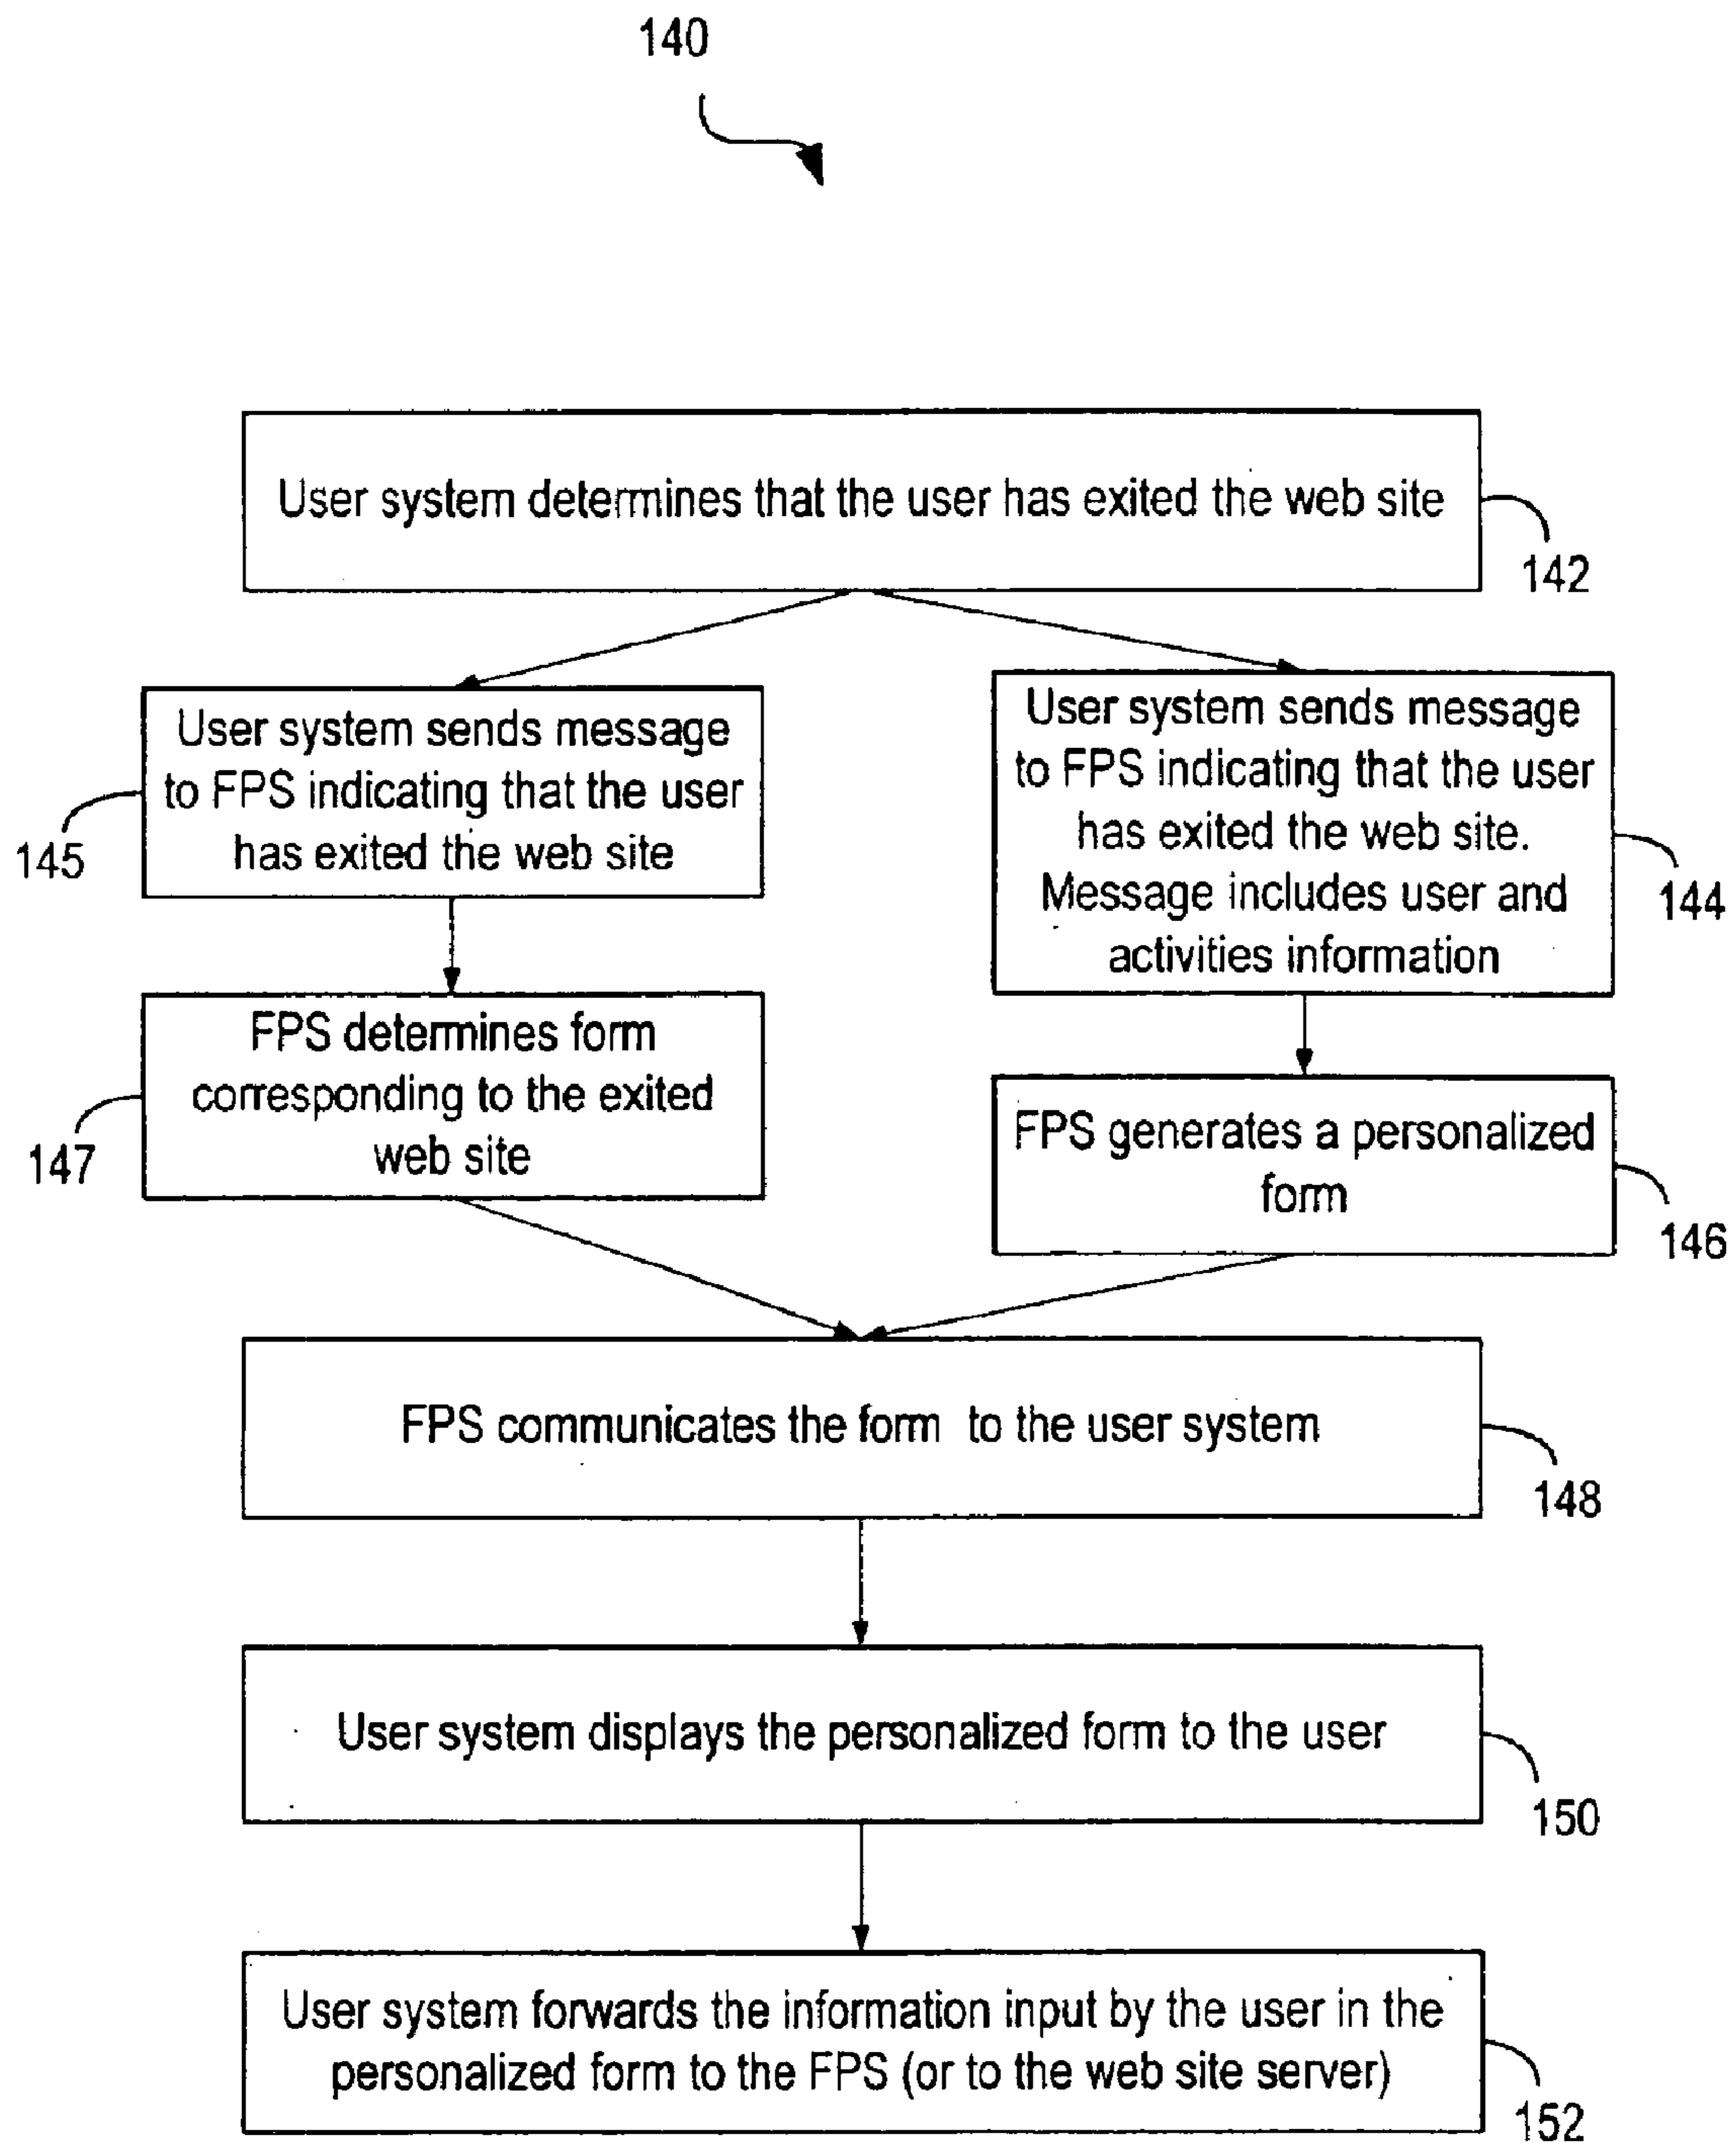 140
User system determines that the user has exited the web site
142
User system sends message
to FPS indicating that the user
has exited the web site
145
User system sends message
to FPS indicating that the user
has exited the web site.
Message includes user and
activities information
144
FPS determines form
corresponding to the exited
web site
147
FPS generates a personalized
form
146
FPS communicates the form to the user system
148
User system displays the personalized form to the user
150
User system forwards the information input by the user in the
personalized form to the FPS (or to the web site server)
152